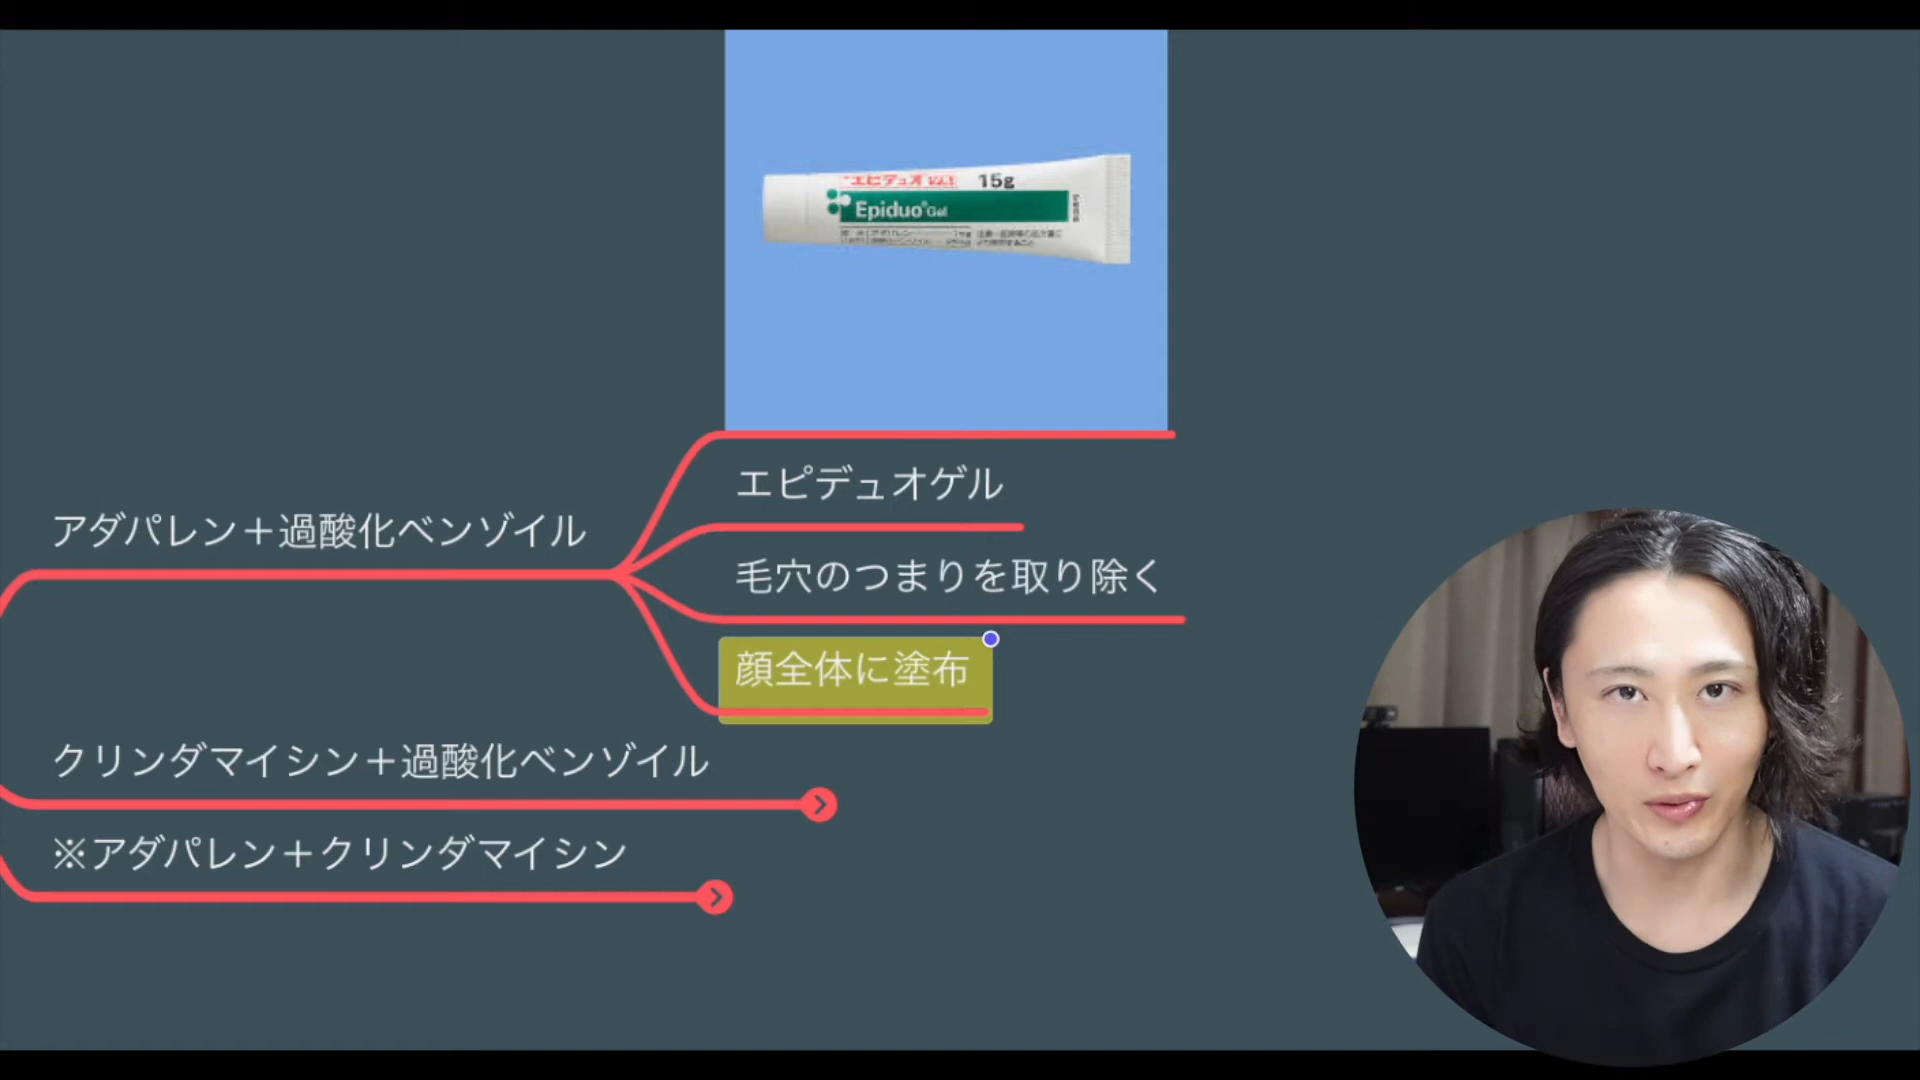 エピデュオゲル 15g
Epiduo® Gel
エピデュオゲル
アダパレン＋過酸化ベンゾイル
毛穴のつまりを取り除く
顔全体に塗布
クリンダマイシン＋過酸化ベンゾイル
※アダパレン＋クリンダマイシン